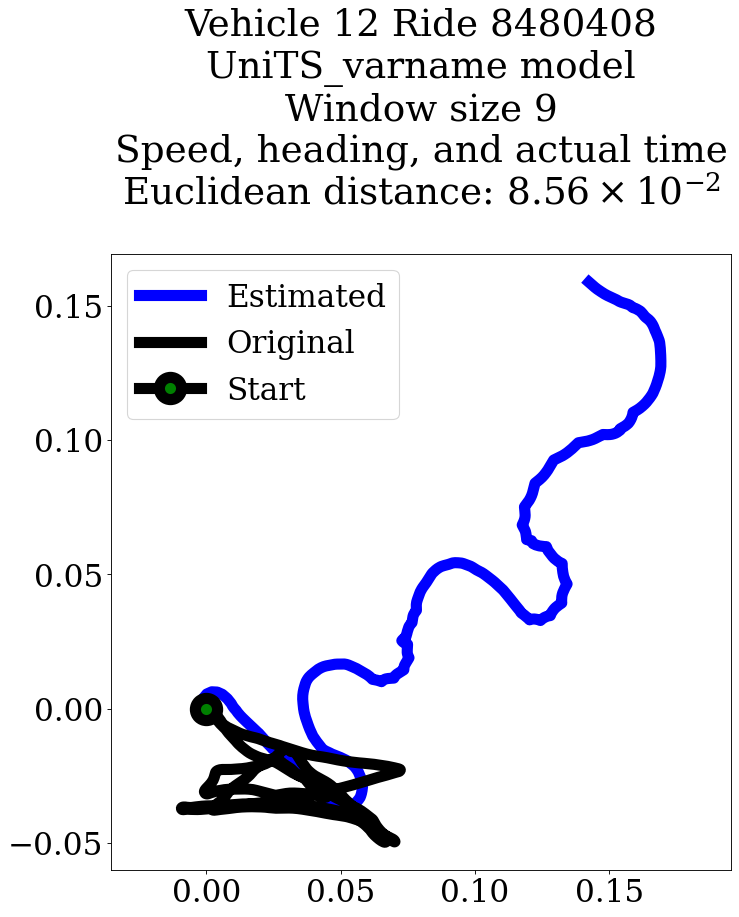 Vehicle 12 Ride 8480408
UniTS_varname model
Window size 9
Speed, heading, and actual time
Euclidean distance: 8.56 × 10⁻²
Estimated
Original
Start
0.15
0.10
0.05
0.00
−0.05
0.00 0.05 0.10 0.15